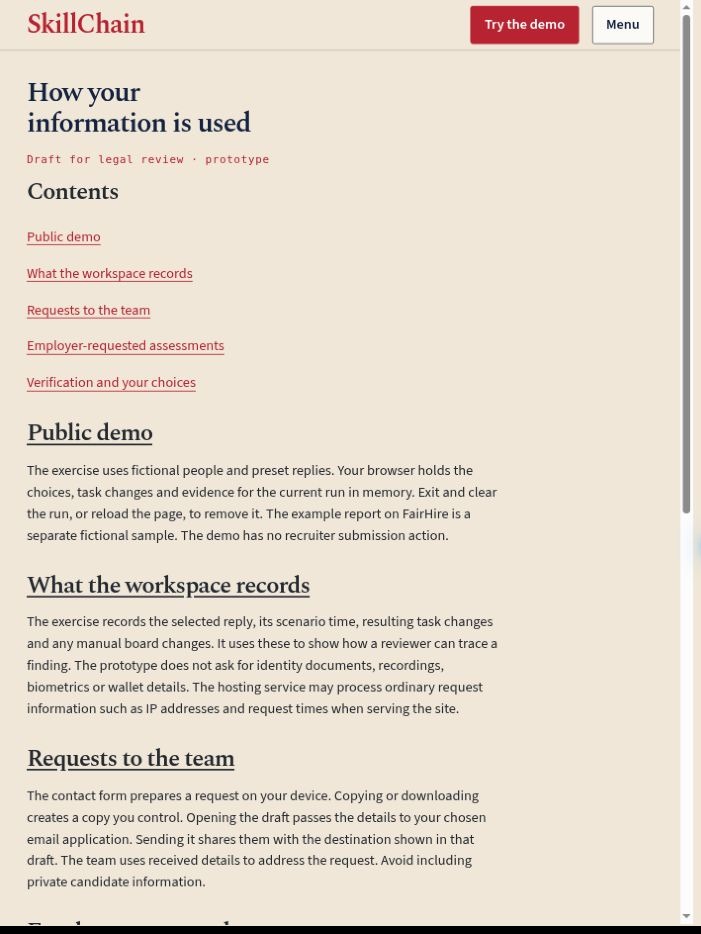 SkillChain
Try the demo
Menu
How your
information is used
Draft for legal review · prototype
Contents
Public demo
What the workspace records
Requests to the team
Employer-requested assessments
Verification and your choices
Public demo
The exercise uses fictional people and preset replies. Your browser holds the
choices, task changes and evidence for the current run in memory. Exit and clear
the run, or reload the page, to remove it. The example report on FairHire is a
separate fictional sample. The demo has no recruiter submission action.
What the workspace records
The exercise records the selected reply, its scenario time, resulting task changes
and any manual board changes. It uses these to show how a reviewer can trace a
finding. The prototype does not ask for identity documents, recordings,
biometrics or wallet details. The hosting service may process ordinary request
information such as IP addresses and request times when serving the site.
Requests to the team
The contact form prepares a request on your device. Copying or downloading
creates a copy you control. Opening the draft passes the details to your chosen
email application. Sending it shares them with the destination shown in that
draft. The team uses received details to address the request. Avoid including
private candidate information.